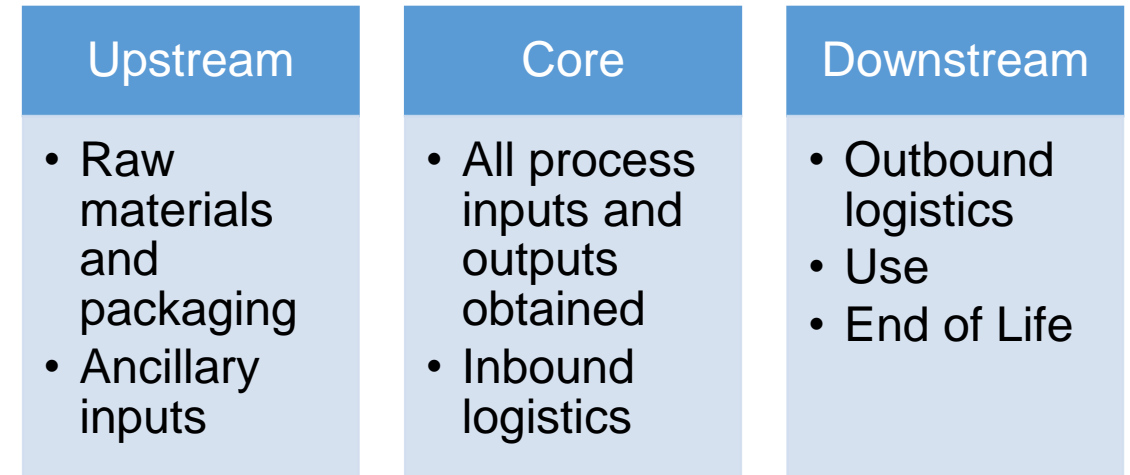 Upstream
• Raw
materials
and
packaging
• Ancillary
inputs
Core
• All process
inputs and
outputs
obtained
• Inbound
logistics
Downstream
• Outbound
logistics
• Use
• End of Life